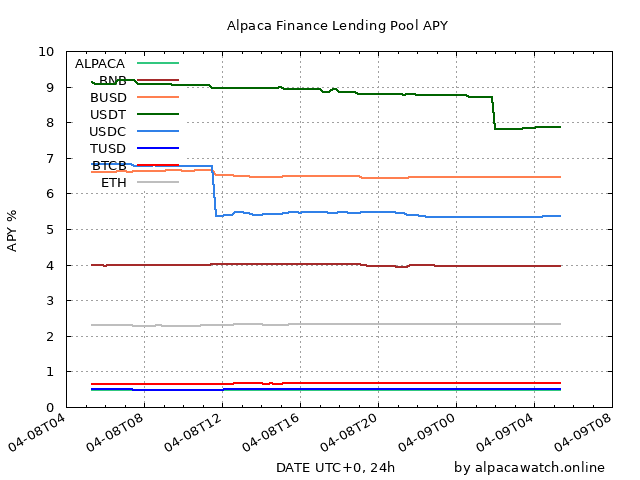 Alpaca Finance Lending Pool APY
10
9
8
7
6
5
4
3
2
1
0
APY %
ALPACA
BNB
BUSD
USDT
USDC
TUSD
BTCB
ETH
04-08T04
04-08T08
04-08T12
04-08T16
04-08T20
04-09T00
04-09T04
04-09T08
DATE UTC+0, 24h
by alpacawatch.online